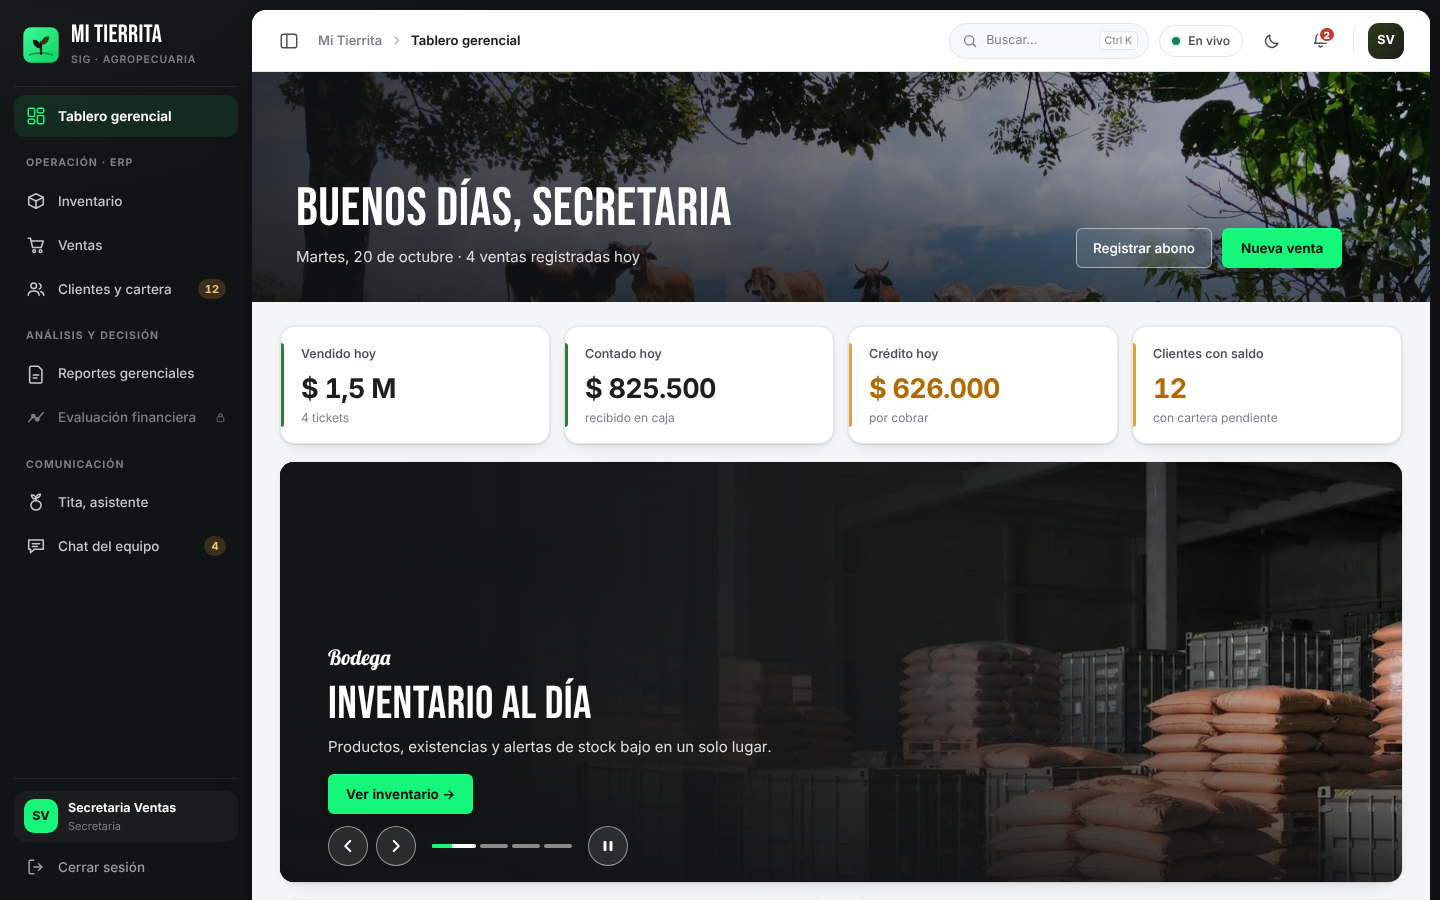 MI TIERRITA
SIG · AGROPECUARIA
Tablero gerencial
OPERACIÓN · ERP
Inventario
Ventas
Clientes y cartera 12
ANÁLISIS Y DECISIÓN
Reportes gerenciales
Evaluación financiera
COMUNICACIÓN
Tita, asistente
Chat del equipo 4
SV
Secretaria Ventas
Secretaria
Cerrar sesión
Mi Tierrita > Tablero gerencial
Buscar... Ctrl K
En vivo
2
SV
BUENOS DÍAS, SECRETARIA
Martes, 20 de octubre · 4 ventas registradas hoy
Registrar abono
Nueva venta
Vendido hoy
$ 1,5 M
4 tickets
Contado hoy
$ 825.500
recibido en caja
Crédito hoy
$ 626.000
por cobrar
Clientes con saldo
12
con cartera pendiente
Bodega
INVENTARIO AL DÍA
Productos, existencias y alertas de stock bajo en un solo lugar.
Ver inventario →